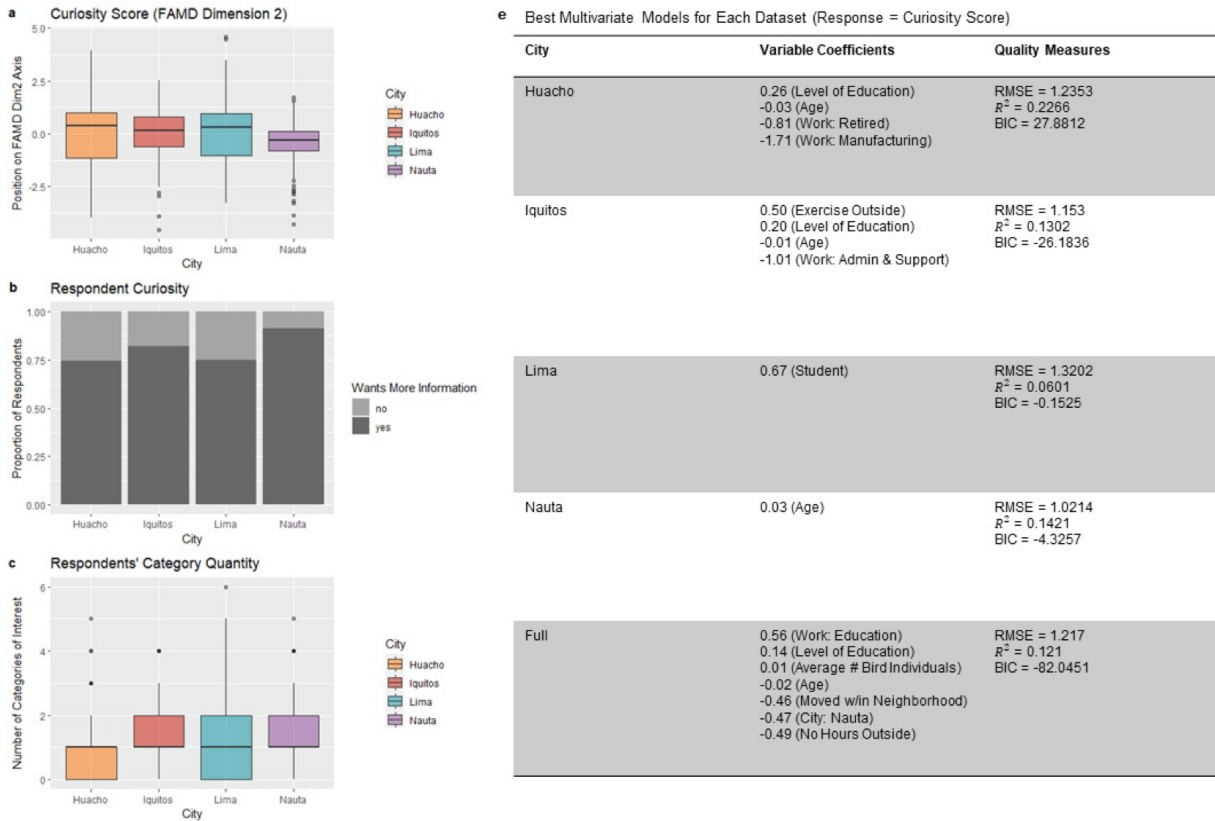 a Curiosity Score (FAMD Dimension 2)
Position on FAMD Dim2 Axis
5.0
2.5
0.0
-2.5
Huacho Iquitos Lima Nauta
City
City
Huacho
Iquitos
Lima
Nauta
b Respondent Curiosity
Proportion of Respondents
1.00
0.75
0.50
0.25
0.00
Huacho Iquitos Lima Nauta
City
Wants More Information
no
yes
c Respondents' Category Quantity
Number of Categories of Interest
6
4
2
0
Huacho Iquitos Lima Nauta
City
City
Huacho
Iquitos
Lima
Nauta
e Best Multivariate Models for Each Dataset (Response = Curiosity Score)
City Variable Coefficients Quality Measures
Huacho 0.26 (Level of Education) RMSE = 1.2353
-0.03 (Age) R² = 0.2266
-0.81 (Work: Retired) BIC = 27.8812
-1.71 (Work: Manufacturing)
Iquitos 0.50 (Exercise Outside) RMSE = 1.153
0.20 (Level of Education) R² = 0.1302
-0.01 (Age) BIC = -26.1836
-1.01 (Work: Admin & Support)
Lima 0.67 (Student) RMSE = 1.3202
R² = 0.0601
BIC = -0.1525
Nauta 0.03 (Age) RMSE = 1.0214
R² = 0.1421
BIC = -4.3257
Full 0.56 (Work: Education) RMSE = 1.217
0.14 (Level of Education) R² = 0.121
0.01 (Average # Bird Individuals) BIC = -82.0451
-0.02 (Age)
-0.46 (Moved w/in Neighborhood)
-0.47 (City: Nauta)
-0.49 (No Hours Outside)